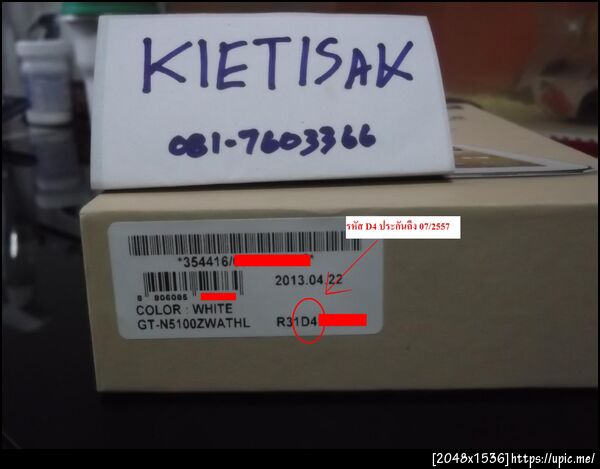 KIETISAK
081-7603366
รหัส D4 ประกันถึง 07/2557
*354416/
2013.04.22
8 806085
COLOR : WHITE
GT-N5100ZWATHL R31D4
[2048x1536]https://upic.me/